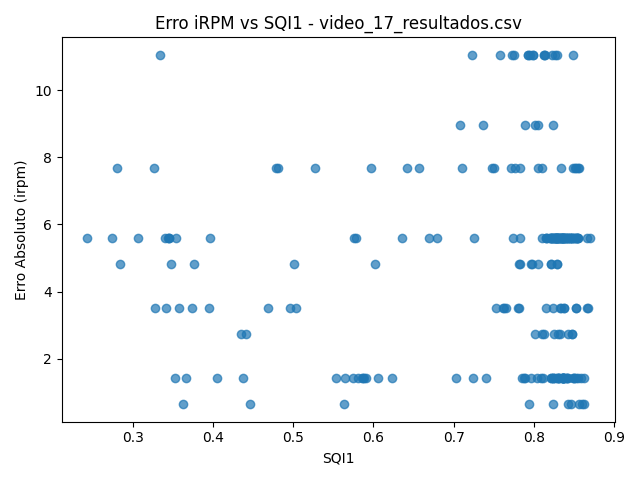 Erro iRPM vs SQI1 - video_17_resultados.csv
Erro Absoluto (irpm)
10
8
6
4
2
0.3 0.4 0.5 0.6 0.7 0.8 0.9
SQI1